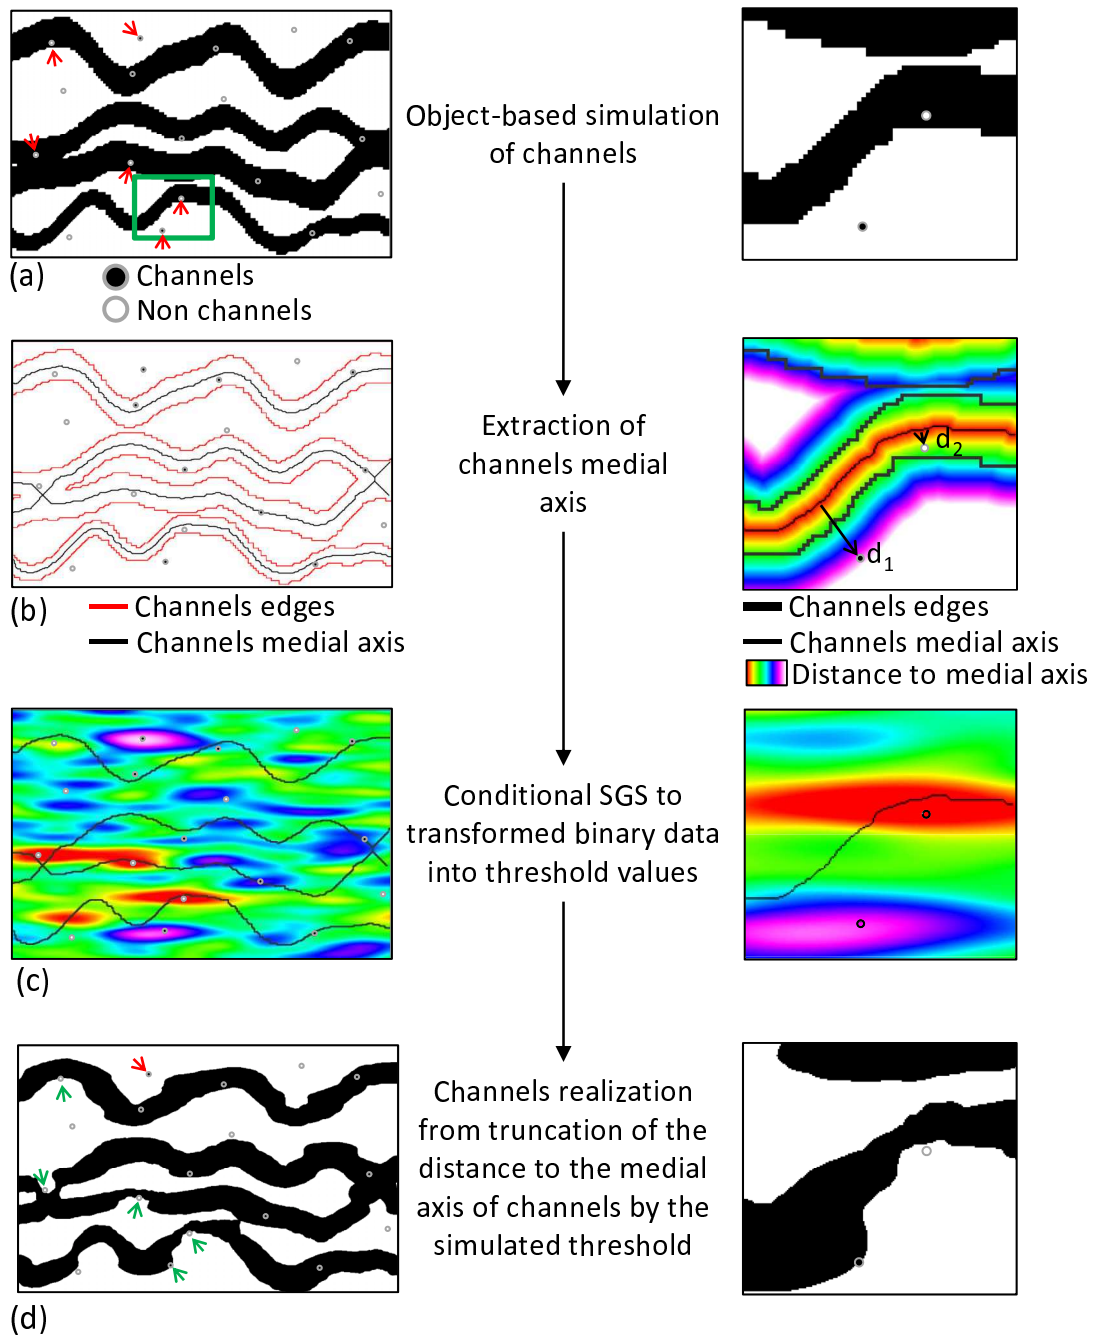 Object-based simulation
of channels
(a)
Channels
Non channels
Extraction of
channels medial
axis
d2
d1
(b)
Channels edges
Channels medial axis
Channels edges
Channels medial axis
Distance to medial axis
Conditional SGS to
transformed binary data
into threshold values
(c)
Channels realization
from truncation of the
distance to the medial
axis of channels by the
simulated threshold
(d)